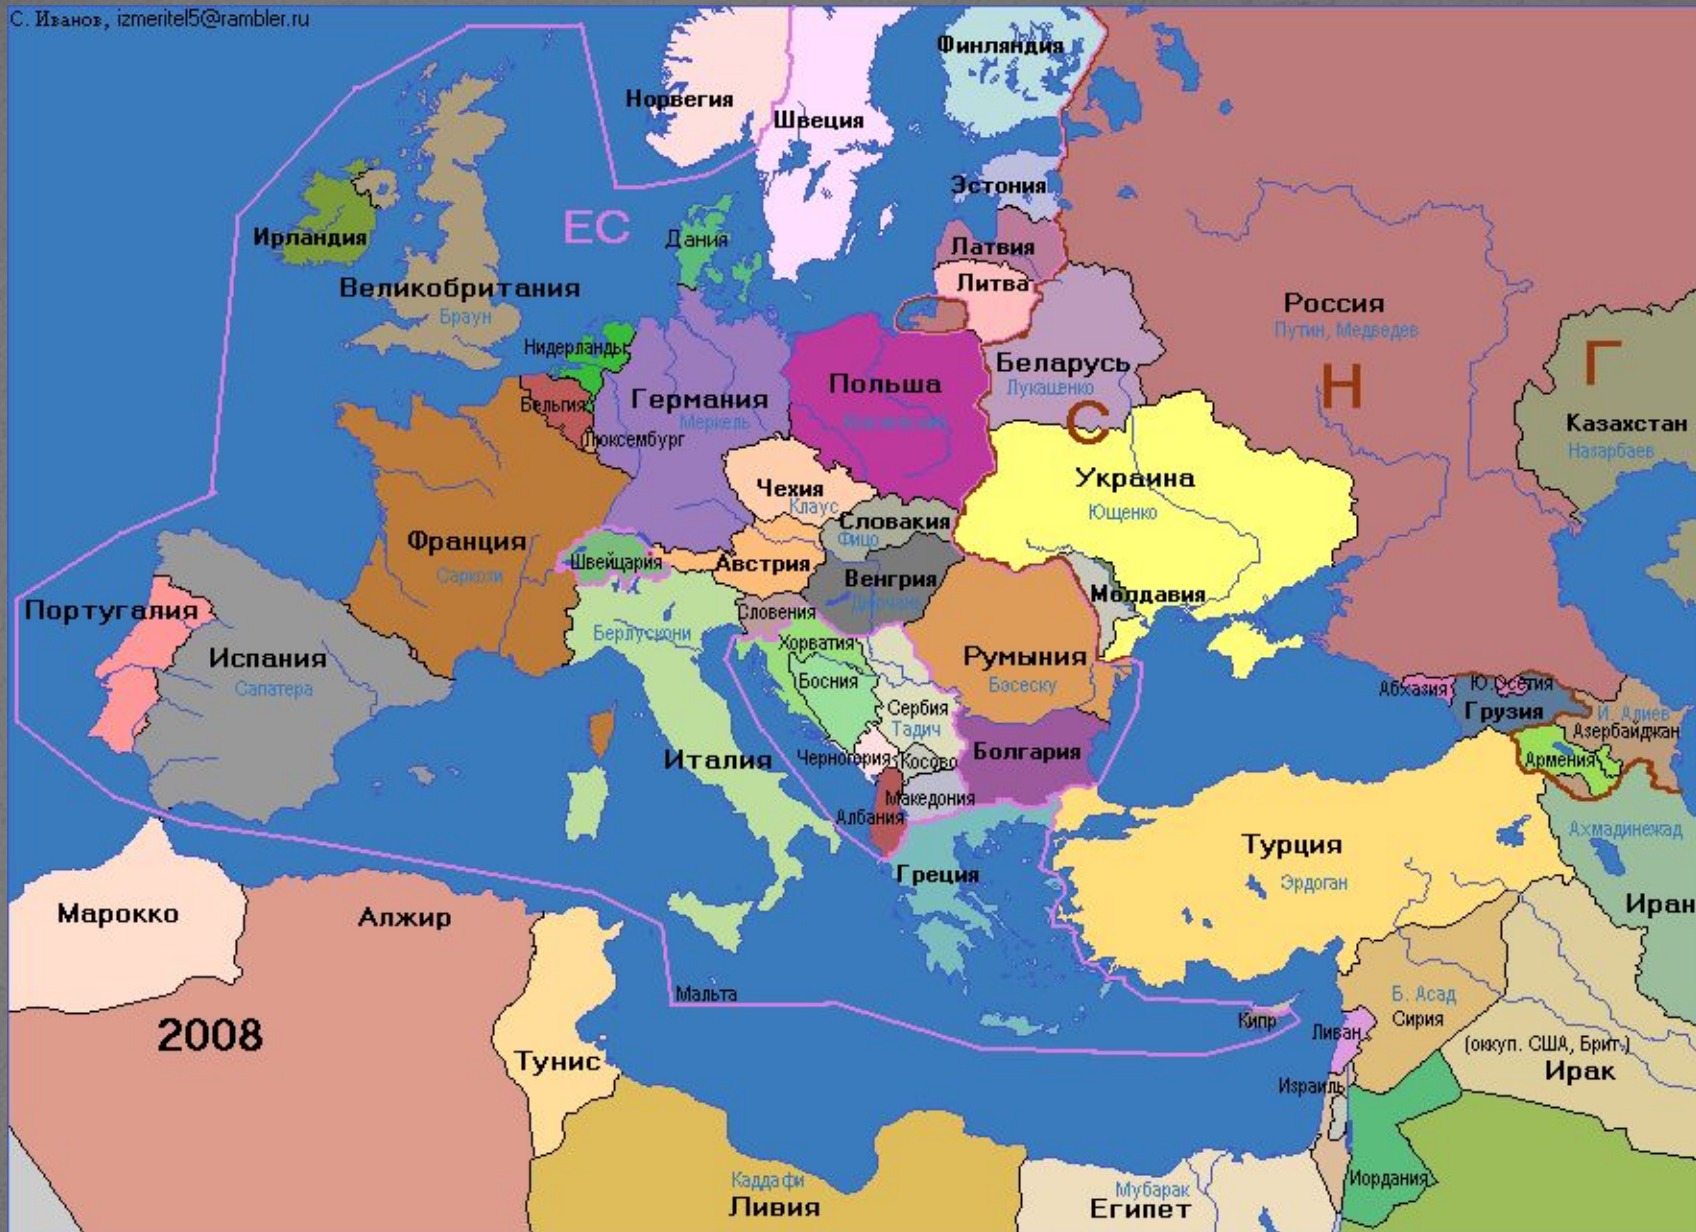 С. Иванов, izmeritel5@rambler.ru
Финляндия
Норвегия
Швеция
Эстония
ЕС
Ирландия
Дания
Латвия
Литва
Великобритания
Браун
Россия
Путин, Медведев
Нидерланды
Беларусь
Лукашенко
Г
Н
С
Польша
Германия
Меркель
Бельгия
Люксембург
Казахстан
Назарбаев
Украина
Ющенко
Чехия
Клаус
Словакия
Фицо
Франция
Саркози
Швейцария
Австрия
Венгрия
Молдавия
Португалия
Словения
Берлускони
Хорватия
Испания
Сапатера
Босния
Румыния
Басеску
Абхазия
Ю.Осетия
Грузия
И. Алиев
Азербайджан
Сербия
Тадич
Болгария
Италия
Черногория
Косово
Армения
Македония
Албания
Ахмадинежад
Турция
Эрдоган
Греция
Иран
Марокко
Алжир
Мальта
Б. Асад
Сирия
Кипр
2008
Ливан
(оккуп. США, Брит.)
Ирак
Тунис
Израиль
Иордания
Каддафи
Ливия
Мубарак
Египет